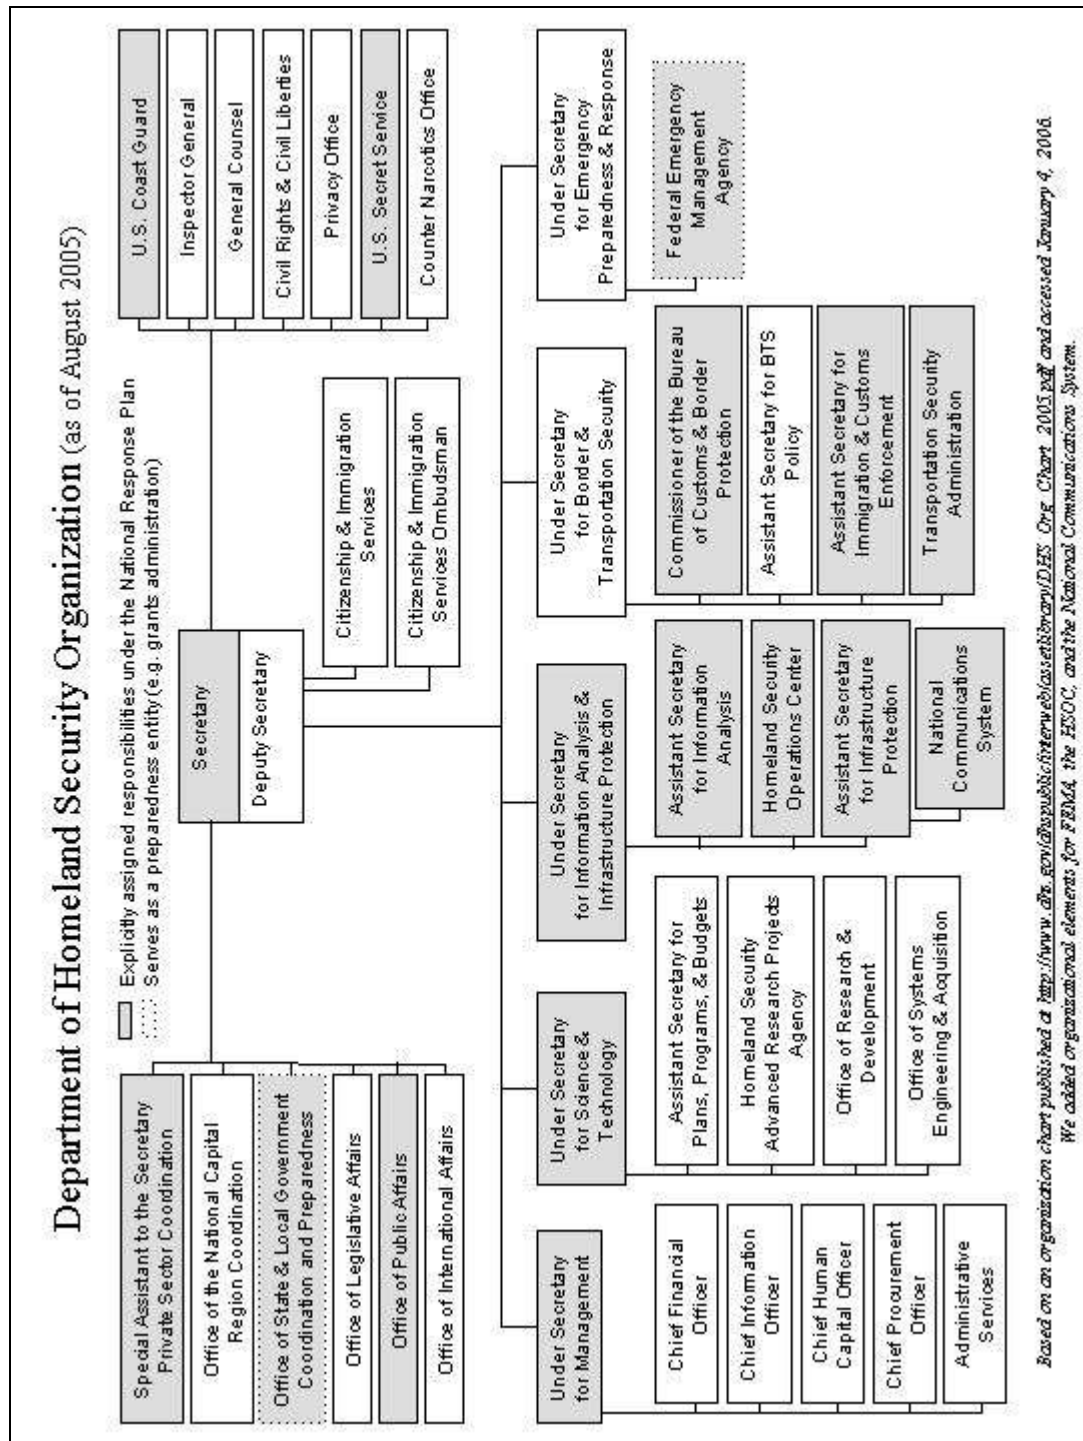 Department of Homeland Security Organization (as of August 2005)
Explicitly assigned responsibilities under the National Response Plan
Serves as a preparedness entity (e.g. grants administration)
Special Assistant to the Secretary
Private Sector Coordination
Office of the National Capital
Region Coordination
Office of State & Local Government
Coordination and Preparedness
Office of Legislative Affairs
Office of Public Affairs
Office of International Affairs
Secretary
Deputy Secretary
Citizenship & Immigration
Services
Citizenship & Immigration
Services Ombudsman
U.S. Coast Guard
Inspector General
General Counsel
Civil Rights & Civil Liberties
Privacy Office
U.S. Secret Service
Counter Narcotics Office
Under Secretary
for Management
Chief Financial
Officer
Chief Information
Officer
Chief Human
Capital Officer
Chief Procurement
Officer
Administrative
Services
Under Secretary
for Science &
Technology
Assistant Secretary for
Plans, Programs, & Budgets
Homeland Security
Advanced Research Projects
Agency
Office of Research &
Development
Office of Systems
Engineering & Acquisition
Under Secretary
for Information Analysis &
Infrastructure Protection
Assistant Secretary
for Information
Analysis
Homeland Security
Operations Center
Assistant Secretary
for Infrastructure
Protection
National
Communications
System
Under Secretary
for Border &
Transportation Security
Commissioner of the Bureau
of Customs & Border
Protection
Assistant Secretary for BTS
Policy
Assistant Secretary for
Immigration & Customs
Enforcement
Transportation Security
Administration
Under Secretary
for Emergency
Preparedness & Response
Federal Emergency
Management
Agency
Based on an organization chart published at http://www.dhs.gov/dhspublic/interweb/assetlibrary/DHS_Org_Chart_2005.pdf and accessed January 4, 2006.
We added organizational elements for FEMA, the HSOC, and the National Communications System.